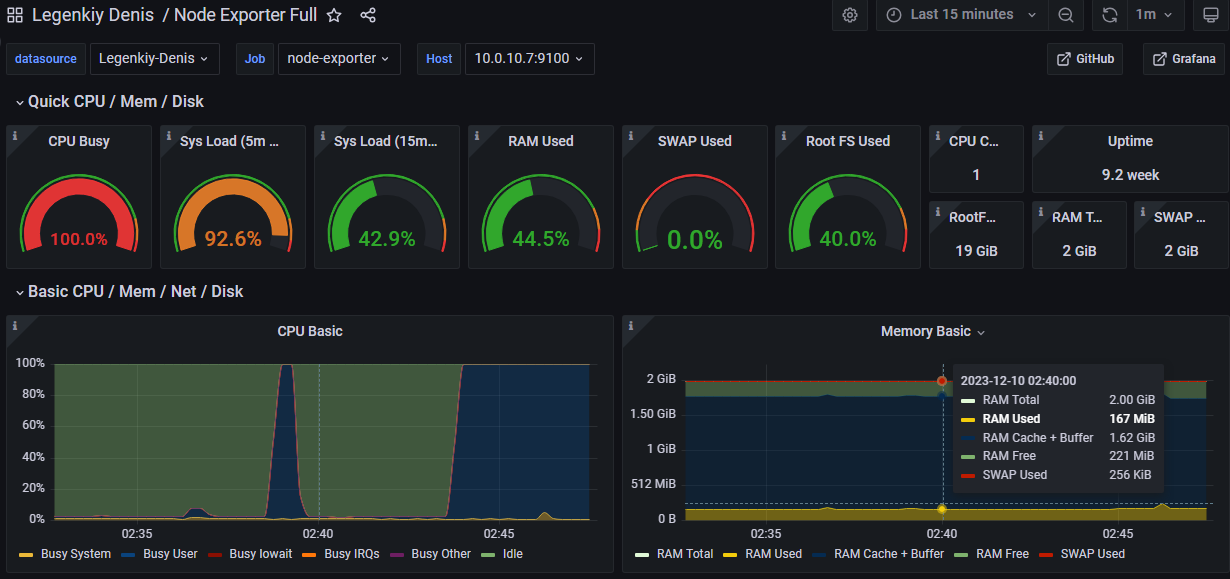 Legenkiy Denis / Node Exporter Full
Last 15 minutes
1m
datasource Legenkiy-Denis Job node-exporter Host 10.0.10.7:9100 GitHub Grafana
Quick CPU / Mem / Disk
CPU Busy
100.0%
Sys Load (5m ...
92.6%
Sys Load (15m...
42.9%
RAM Used
44.5%
SWAP Used
0.0%
Root FS Used
40.0%
CPU C...
1
Uptime
9.2 week
RootF...
19 GiB
RAM T...
2 GiB
SWAP ...
2 GiB
Basic CPU / Mem / Net / Disk
CPU Basic
100%
80%
60%
40%
20%
0%
02:35 02:40 02:45
Busy System Busy User Busy Iowait Busy IRQs Busy Other Idle
Memory Basic
2 GiB
1.50 GiB
1 GiB
512 MiB
0 B
2023-12-10 02:40:00
RAM Total 2.00 GiB
RAM Used 167 MiB
RAM Cache + Buffer 1.62 GiB
RAM Free 221 MiB
SWAP Used 256 KiB
02:35 02:40 02:45
RAM Total RAM Used RAM Cache + Buffer RAM Free SWAP Used